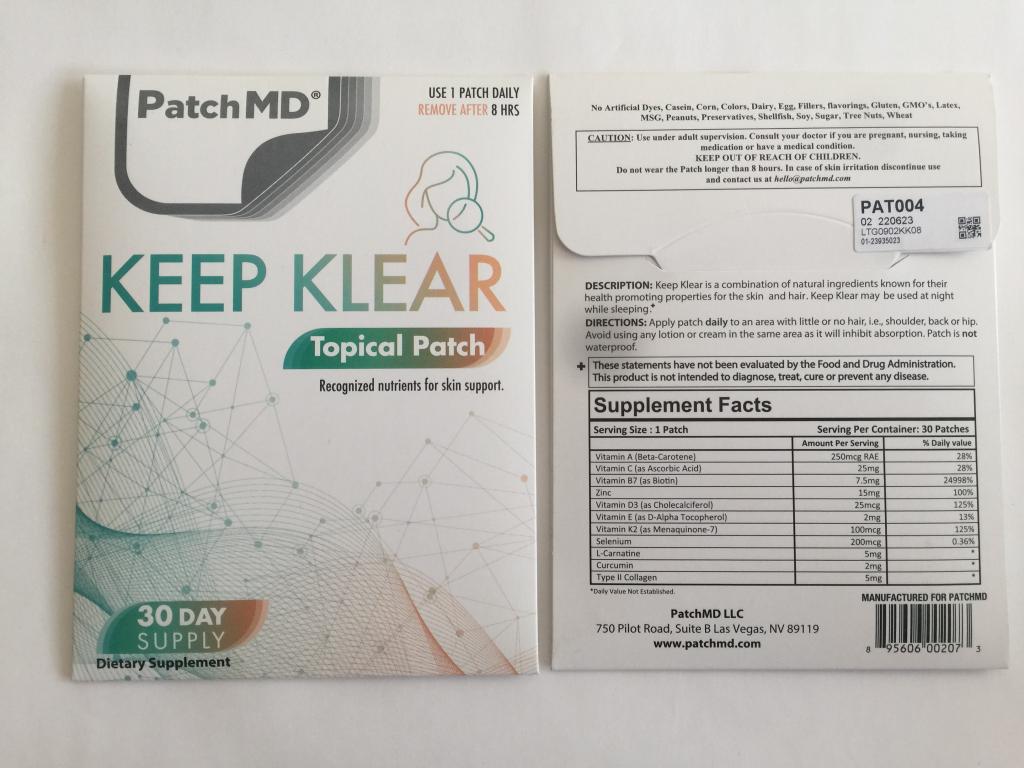 PatchMD®
USE 1 PATCH DAILY
REMOVE AFTER 8 HRS
KEEP KLEAR
Topical Patch
Recognized nutrients for skin support.
30 DAY
SUPPLY
Dietary Supplement
No Artificial Dyes, Casein, Corn, Colors, Dairy, Egg, Fillers, flavorings, Gluten, GMO's, Latex,
MSG, Peanuts, Preservatives, Shellfish, Soy, Sugar, Tree Nuts, Wheat
CAUTION: Use under adult supervision. Consult your doctor if you are pregnant, nursing, taking
medication or have a medical condition.
KEEP OUT OF REACH OF CHILDREN.
Do not wear the Patch longer than 8 hours. In case of skin irritation discontinue use
and contact us at hello@patchmd.com
PAT004
02 220623
LTG0902KK08
01-23935023
DESCRIPTION: Keep Klear is a combination of natural ingredients known for their
health promoting properties for the skin and hair. Keep Klear may be used at night
while sleeping.+
DIRECTIONS: Apply patch daily to an area with little or no hair, i.e., shoulder, back or hip.
Avoid using any lotion or cream in the same area as it will inhibit absorption. Patch is not
waterproof.
+ These statements have not been evaluated by the Food and Drug Administration.
This product is not intended to diagnose, treat, cure or prevent any disease.
Supplement Facts
Serving Size : 1 Patch Serving Per Container: 30 Patches
Amount Per Serving % Daily value
Vitamin A (Beta-Carotene) 250mcg RAE 28%
Vitamin C (as Ascorbic Acid) 25mg 28%
Vitamin B7 (as Biotin) 7.5mg 24998%
Zinc 15mg 100%
Vitamin D3 (as Cholecalciferol) 25mcg 125%
Vitamin E (as D-Alpha Tocopherol) 2mg 13%
Vitamin K2 (as Menaquinone-7) 100mcg 125%
Selenium 200mcg 0.36%
L-Carnatine 5mg *
Curcumin 2mg *
Type II Collagen 5mg *
*Daily Value Not Established.
MANUFACTURED FOR PATCHMD
PatchMD LLC
750 Pilot Road, Suite B Las Vegas, NV 89119
www.patchmd.com
8 95606 00207 3